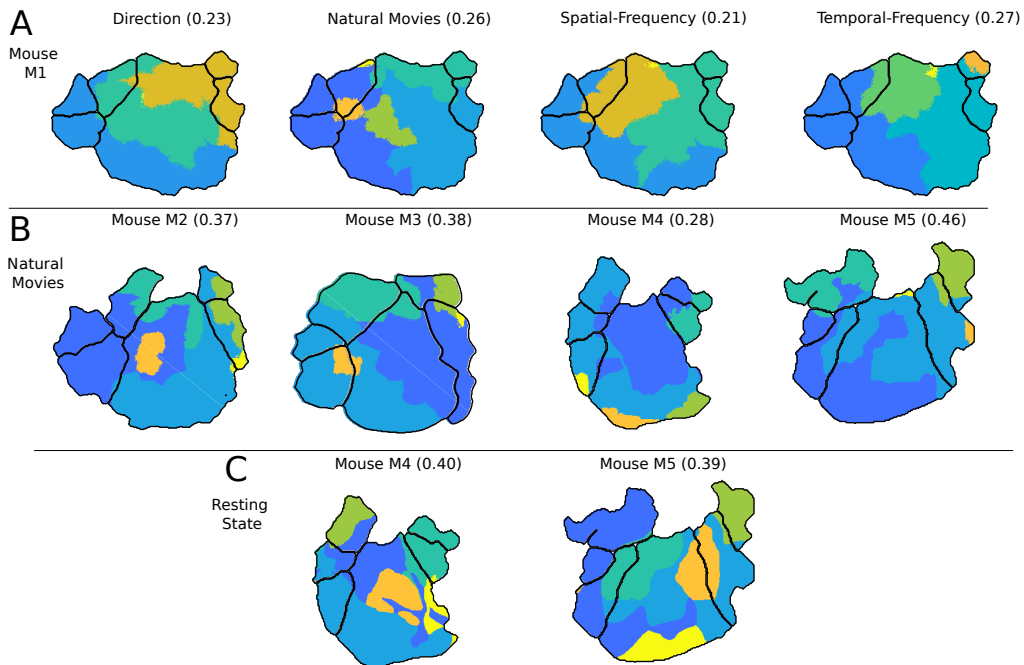 A
Mouse
M1
Direction (0.23)
Natural Movies (0.26)
Spatial-Frequency (0.21)
Temporal-Frequency (0.27)
B
Natural
Movies
Mouse M2 (0.37)
Mouse M3 (0.38)
Mouse M4 (0.28)
Mouse M5 (0.46)
C
Resting
State
Mouse M4 (0.40)
Mouse M5 (0.39)